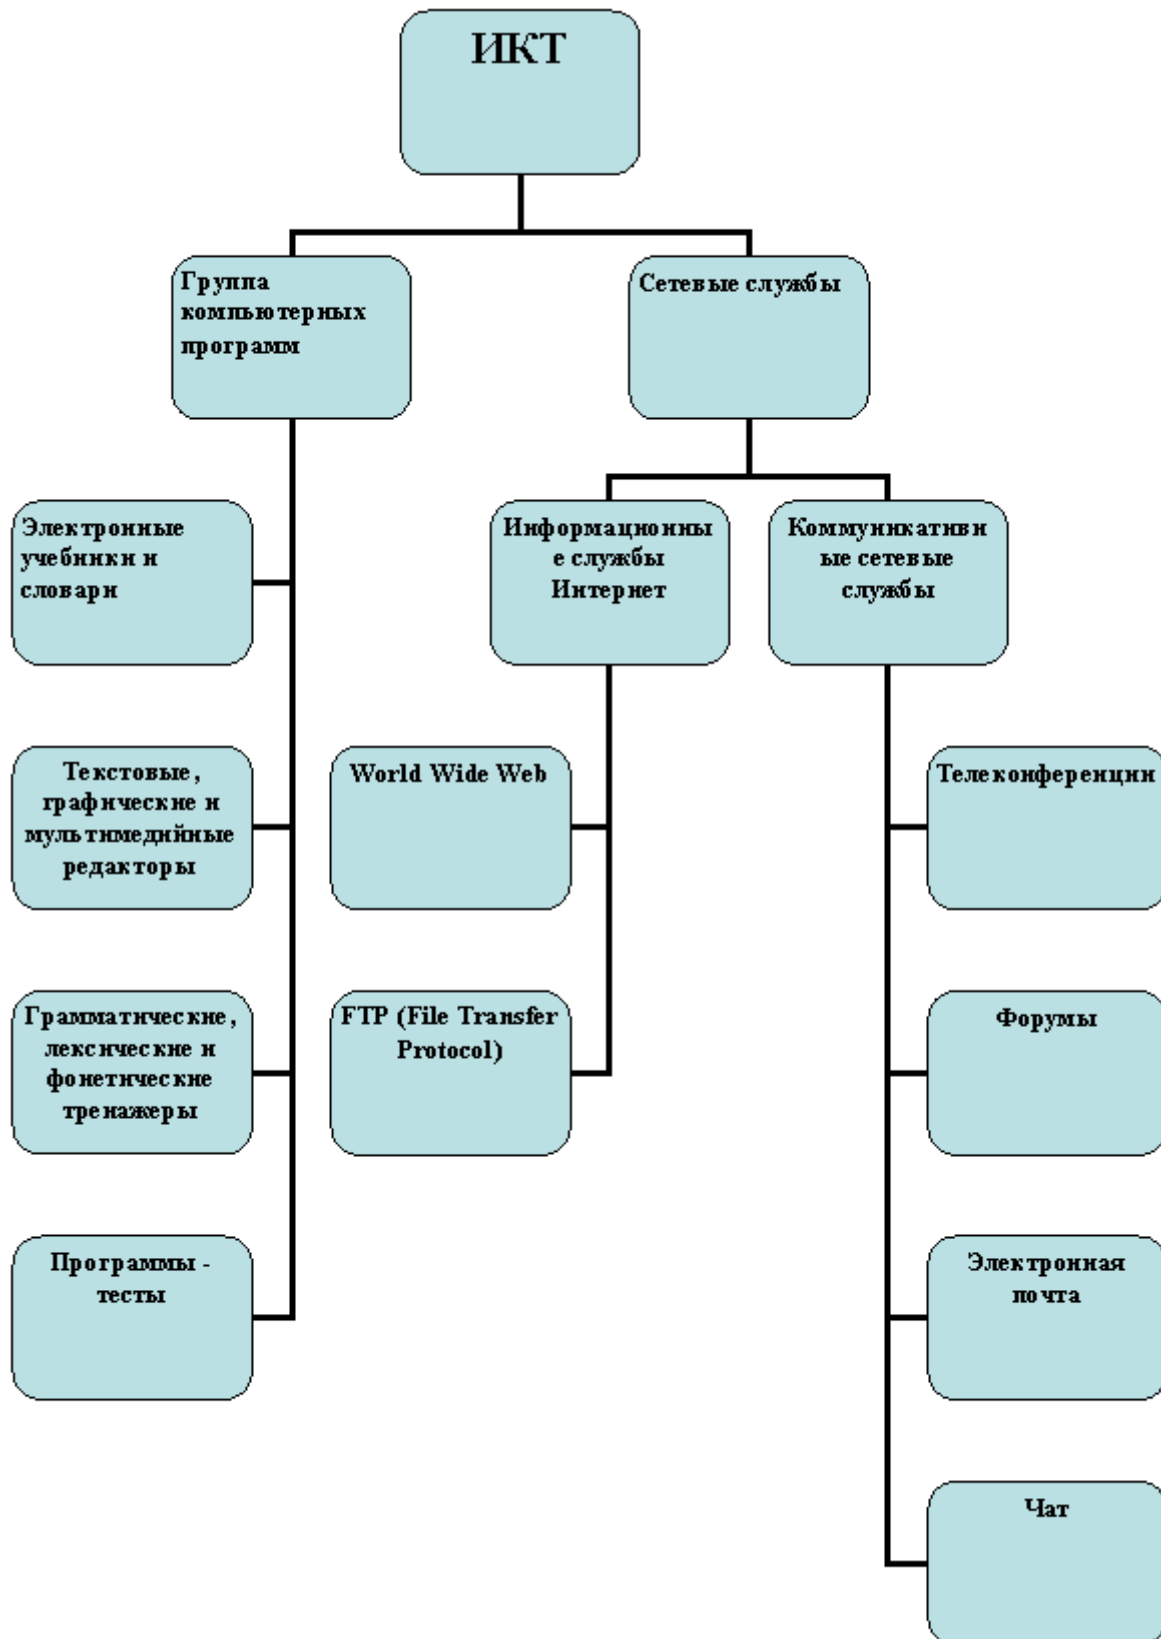 ИКТ
Группа
компьютерных
программ
Сетевые службы
Электронные
учебники и
словари
Информационны
е службы
Интернет
Коммуникативн
ые сетевые
службы
Текстовые,
графические и
мультимедийные
редакторы
World Wide Web
Телеконференции
Грамматические,
лексические и
фонетические
тренажеры
FTP (File Transfer
Protocol)
Форумы
Программы -
тесты
Электронная
почта
Чат